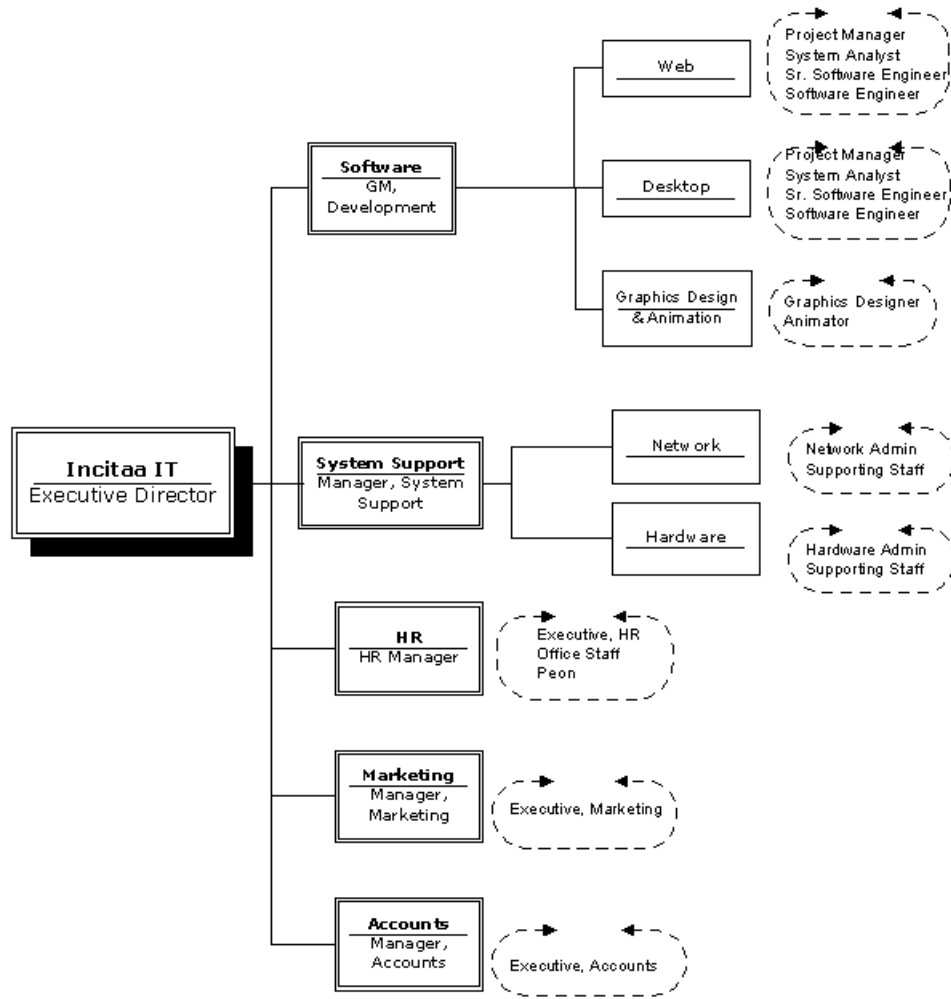 Incitaa IT
Executive Director
Software
GM,
Development
Web
Project Manager
System Analyst
Sr. Software Engineer
Software Engineer
Desktop
Project Manager
System Analyst
Sr. Software Engineer
Software Engineer
Graphics Design
& Animation
Graphics Designer
Animator
System Support
Manager, System
Support
Network
Network Admin
Supporting Staff
Hardware
Hardware Admin
Supporting Staff
HR
HR Manager
Executive, HR
Office Staff
Peon
Marketing
Manager,
Marketing
Executive, Marketing
Accounts
Manager,
Accounts
Executive, Accounts